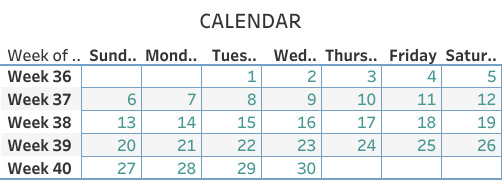 CALENDAR
Week of .. Sund.. Mond.. Tues.. Wed.. Thurs.. Friday Satur..
Week 36 1 2 3 4 5
Week 37 6 7 8 9 10 11 12
Week 38 13 14 15 16 17 18 19
Week 39 20 21 22 23 24 25 26
Week 40 27 28 29 30